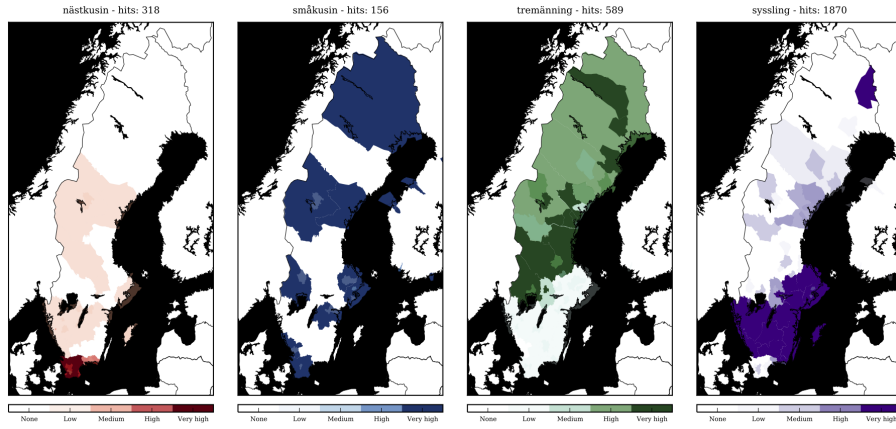 nästkusin - hits: 318
småkusin - hits: 156
tremänning - hits: 589
syssling - hits: 1870
None Low Medium High Very high
None Low Medium High Very high
None Low Medium High Very high
None Low Medium High Very high